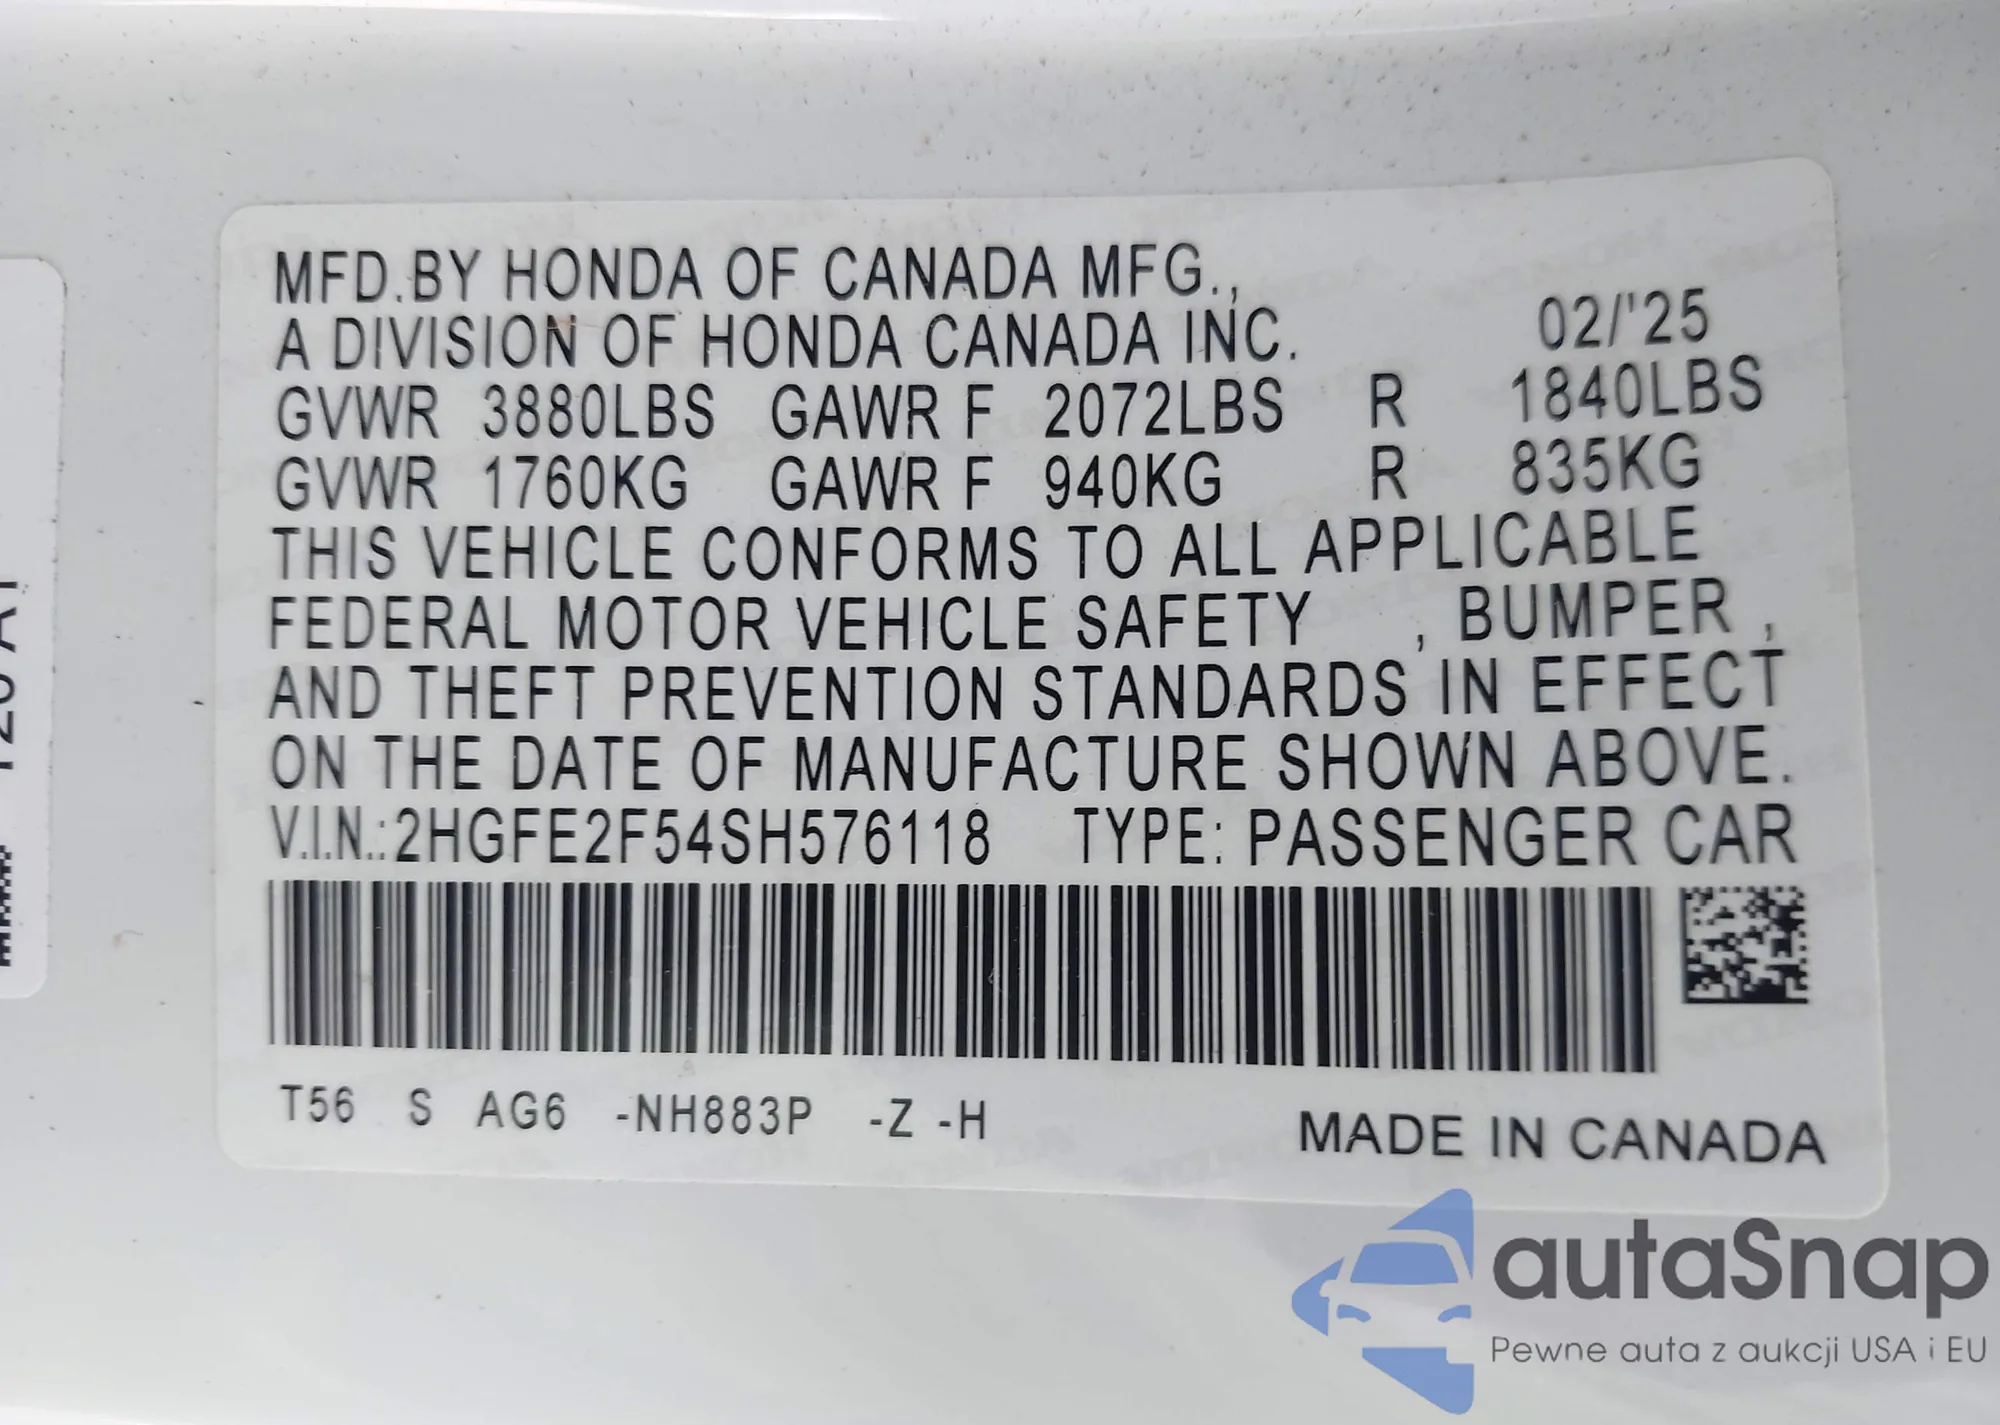 MFD.BY HONDA OF CANADA MFG.,
A DIVISION OF HONDA CANADA INC. 02/'25
GVWR 3880LBS GAWR F 2072LBS R 1840LBS
GVWR 1760KG GAWR F 940KG R 835KG
THIS VEHICLE CONFORMS TO ALL APPLICABLE
FEDERAL MOTOR VEHICLE SAFETY , BUMPER ,
AND THEFT PREVENTION STANDARDS IN EFFECT
ON THE DATE OF MANUFACTURE SHOWN ABOVE.
V.I.N.:2HGFE2F54SH576118 TYPE: PASSENGER CAR
T56 S AG6 -NH883P -Z -H
MADE IN CANADA
autaSnap
Pewne auta z aukcji USA i EU